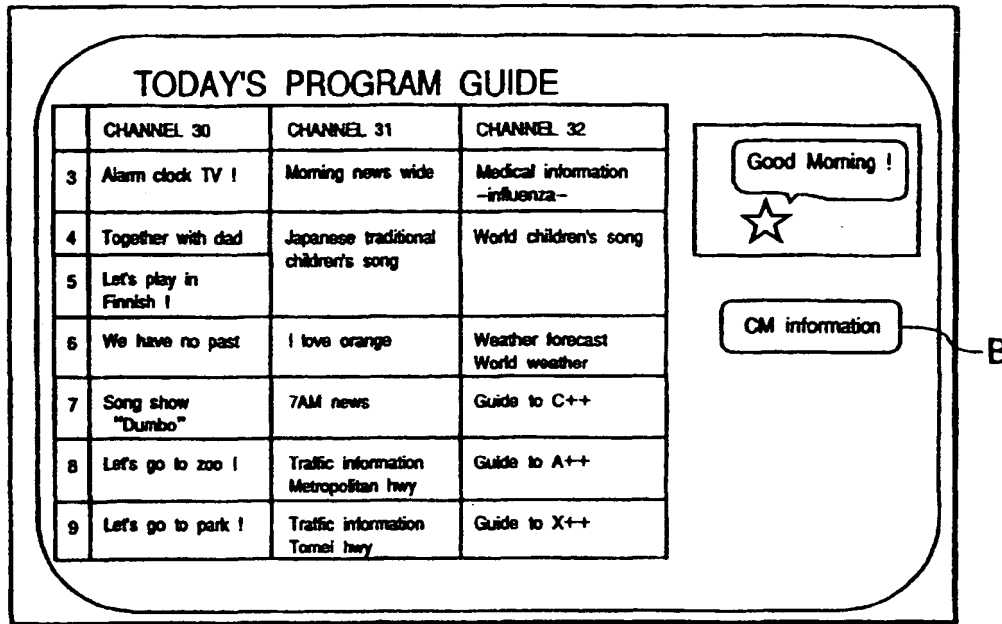 TODAY'S PROGRAM GUIDE
CHANNEL 30 CHANNEL 31 CHANNEL 32
3 Alarm clock TV ! Morning news wide Medical information
-influenza-
4 Together with dad Japanese traditional World children's song
children's song
5 Let's play in
Finnish !
6 We have no past I love orange Weather forecast
World weather
7 Song show 7AM news Guide to C++
"Dumbo"
8 Let's go to zoo ! Traffic information Guide to A++
Metropolitan hwy
9 Let's go to park ! Traffic information Guide to X++
Tomei hwy
Good Morning !
CM information
B